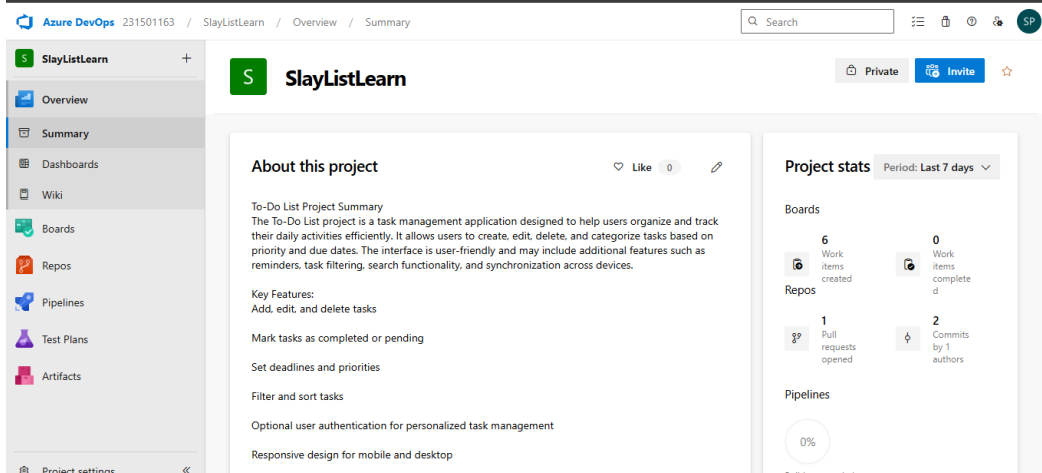 Azure DevOps 231501163 / SlayListLearn / Overview / Summary
Search
SP
S SlayListLearn +
Overview
Summary
Dashboards
Wiki
Boards
Repos
Pipelines
Test Plans
Artifacts
Project settings
S SlayListLearn
Private
Invite
About this project
Like 0
To-Do List Project Summary
The To-Do List project is a task management application designed to help users organize and track
their daily activities efficiently. It allows users to create, edit, delete, and categorize tasks based on
priority and due dates. The interface is user-friendly and may include additional features such as
reminders, task filtering, search functionality, and synchronization across devices.
Key Features:
Add, edit, and delete tasks
Mark tasks as completed or pending
Set deadlines and priorities
Filter and sort tasks
Optional user authentication for personalized task management
Responsive design for mobile and desktop
Project stats
Period: Last 7 days
Boards
6
Work
items
created
0
Work
items
complete
d
Repos
1
Pull
requests
opened
2
Commits
by 1
authors
Pipelines
0%